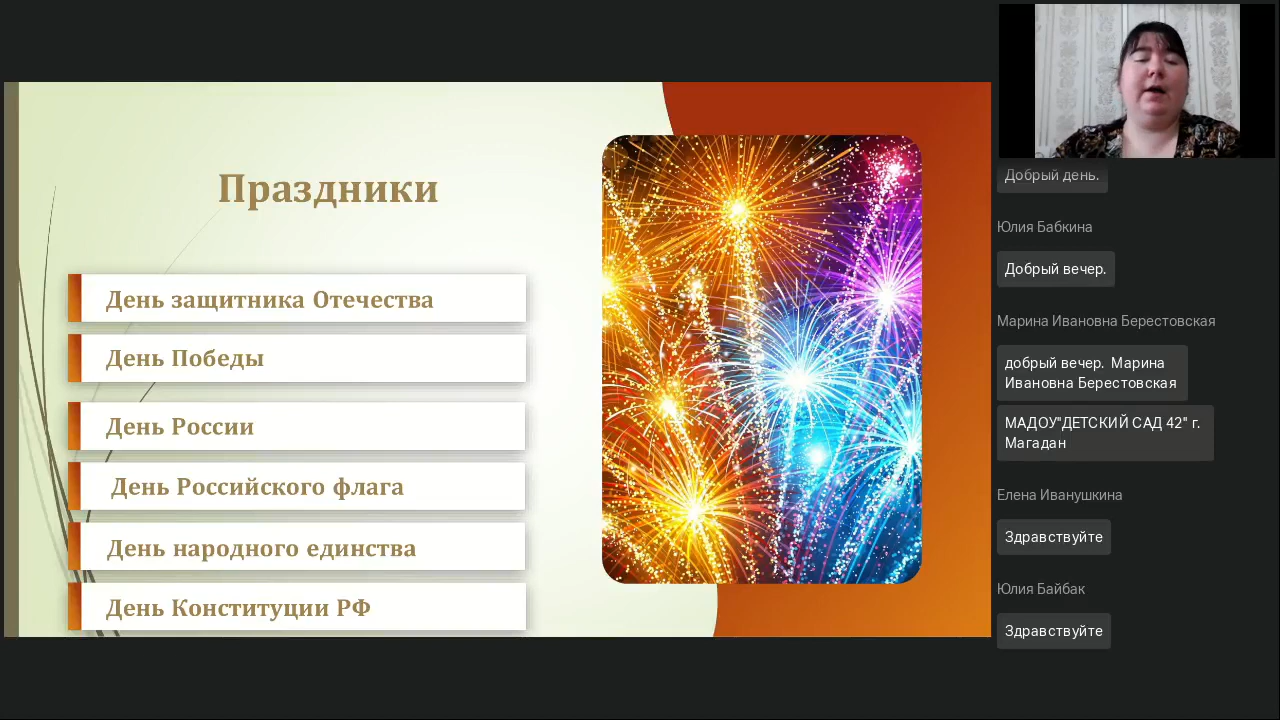 Праздники
День защитника Отечества
День Победы
День России
День Российского флага
День народного единства
День Конституции РФ
Добрый день.
Юлия Бабкина
Добрый вечер.
Марина Ивановна Берестовская
добрый вечер. Марина
Ивановна Берестовская
МАДОУ"ДЕТСКИЙ САД 42" г.
Магадан
Елена Иванушкина
Здравствуйте
Юлия Байбак
Здравствуйте